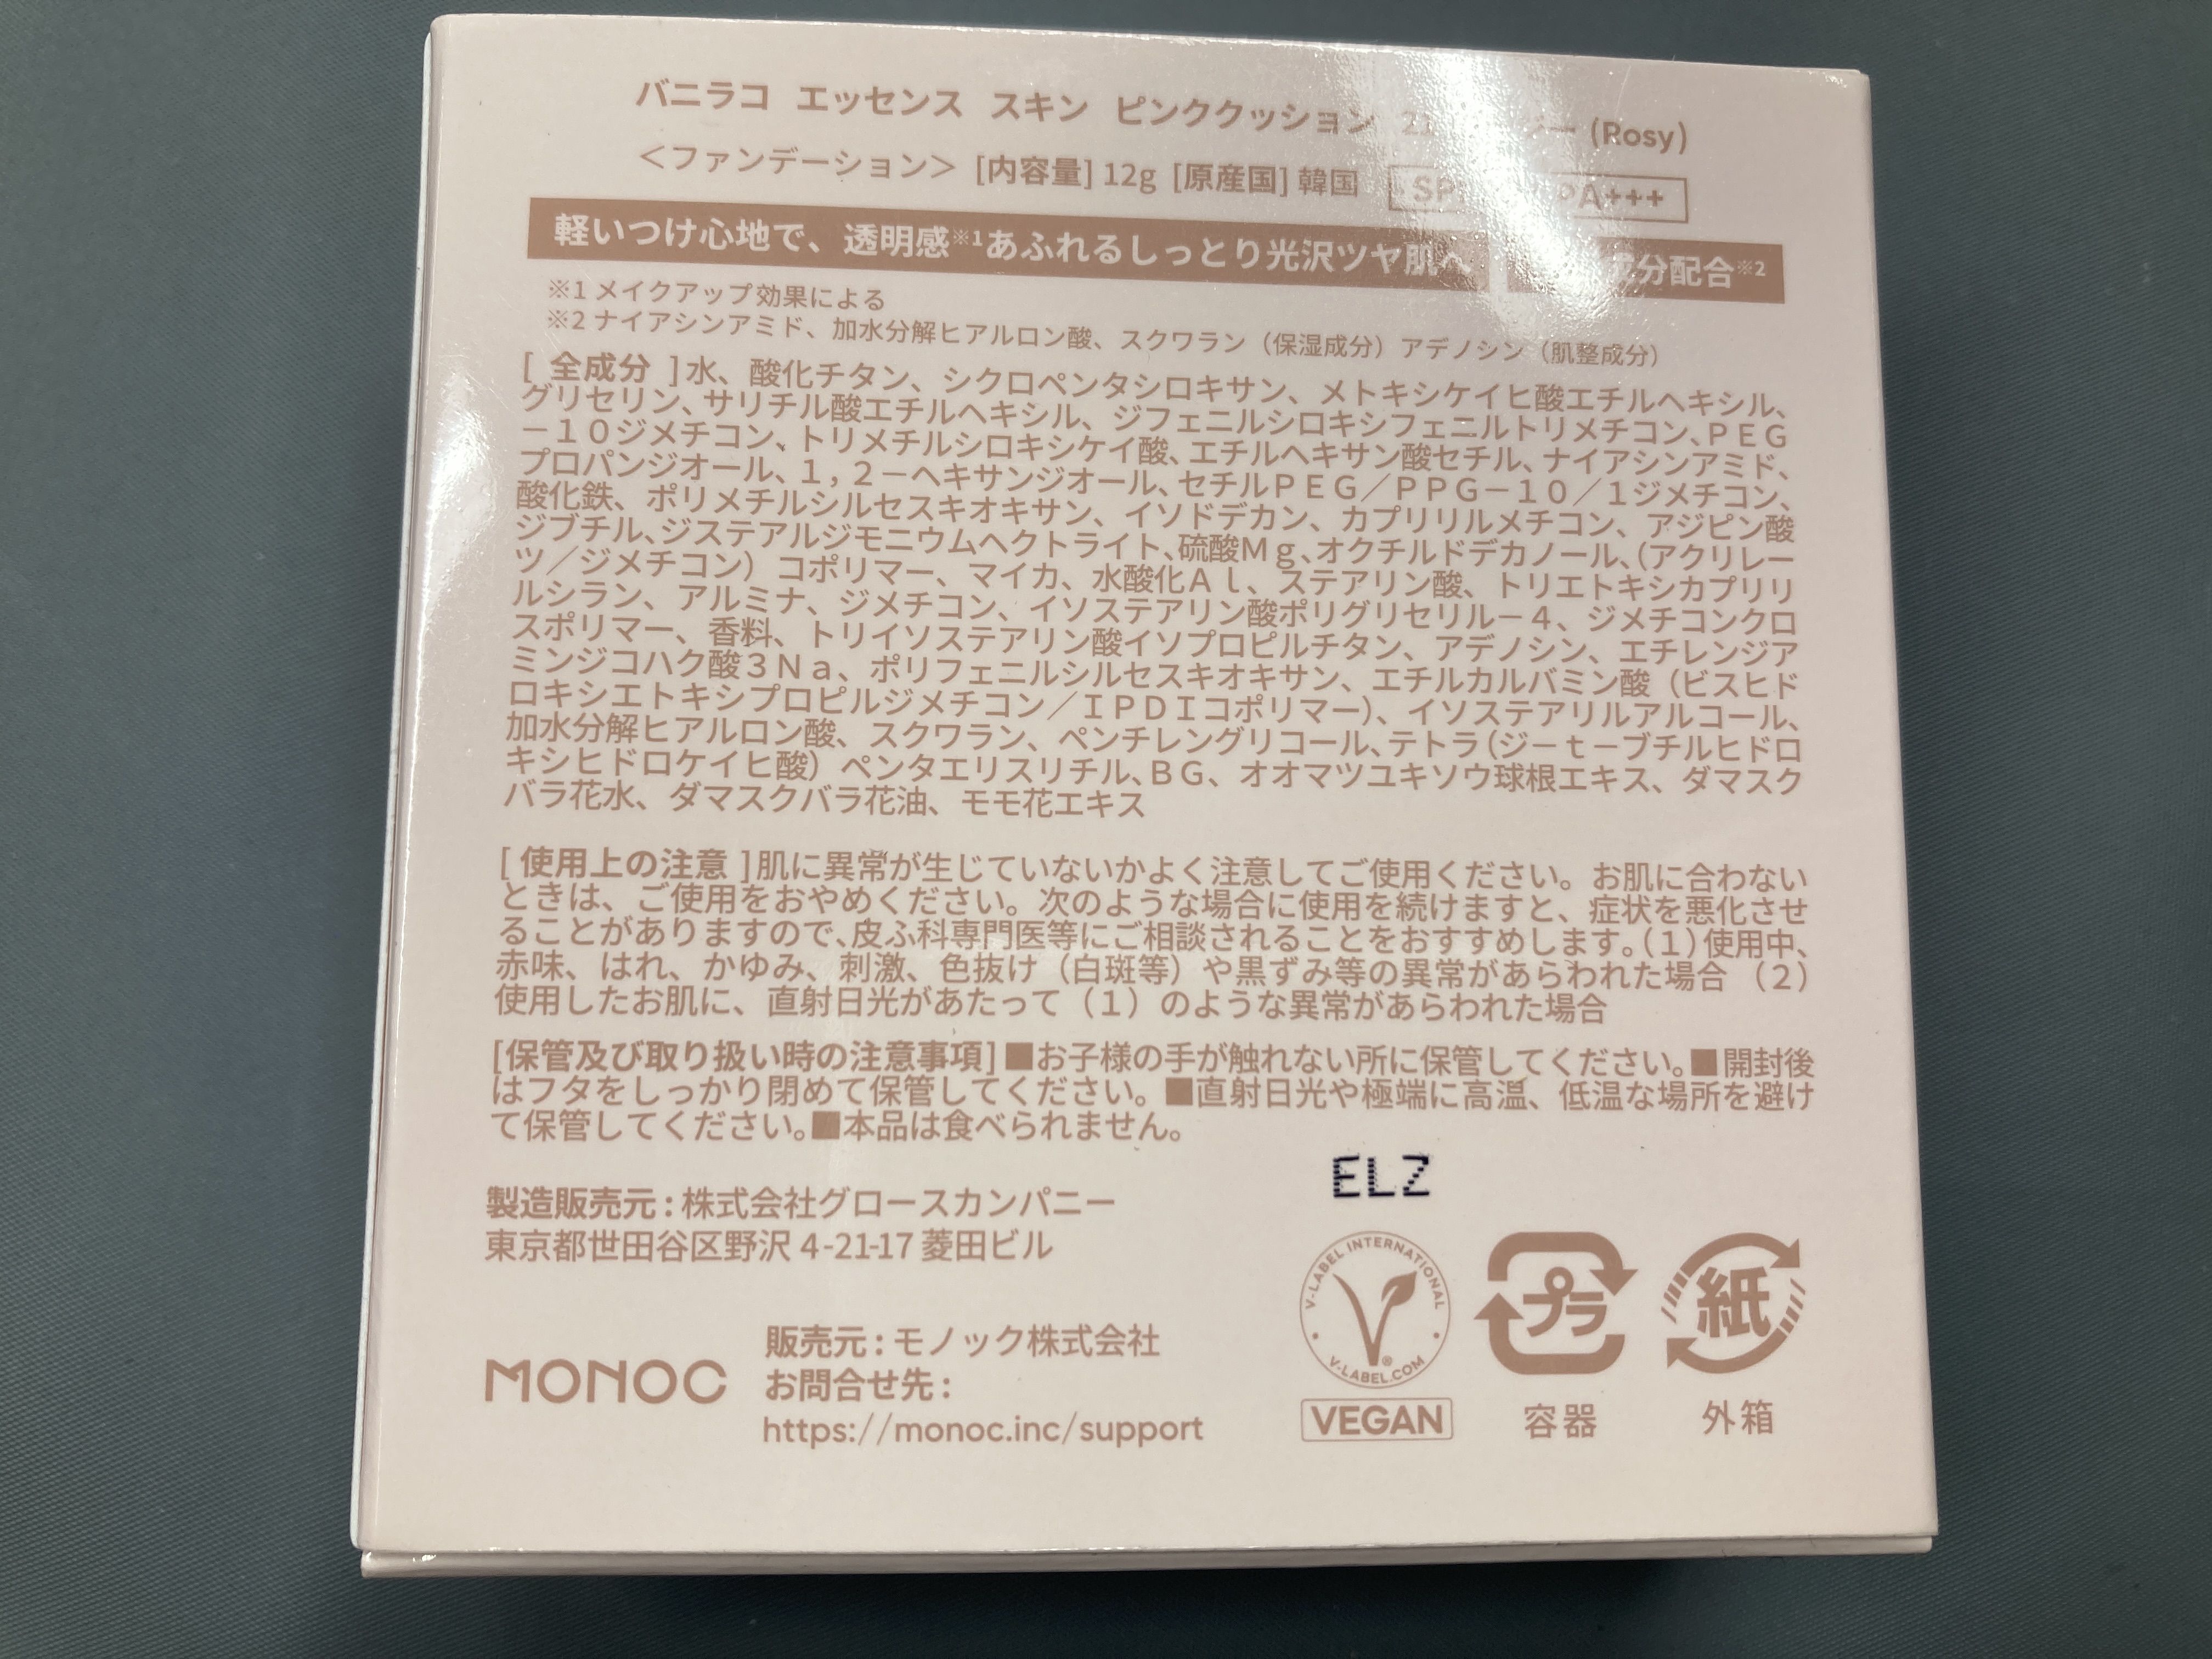 バニラコ エッセンス スキン ピンククッション 21 (Rosy)
＜ファンデーション＞ [内容量] 12g [原産国] 韓国 PA+++
軽いつけ心地で、透明感※1あふれるしっとり光沢ツヤ肌へ 成分配合※2
※1 メイクアップ効果による
※2 ナイアシンアミド、加水分解ヒアルロン酸、スクワラン（保湿成分）アデノシン（肌整成分）
[ 全成分 ]水、酸化チタン、シクロペンタシロキサン、メトキシケイヒ酸エチルヘキシル、
グリセリン、サリチル酸エチルヘキシル、ジフェニルシロキシフェニルトリメチコン、ＰＥＧ
－１０ジメチコン、トリメチルシロキシケイ酸、エチルヘキサン酸セチル、ナイアシンアミド、
プロパンジオール、１，２－ヘキサンジオール、セチルＰＥＧ／ＰＰＧ－１０／１ジメチコン、
酸化鉄、ポリメチルシルセスキオキサン、イソドデカン、カプリリルメチコン、アジピン酸
ジブチル、ジステアルジモニウムヘクトライト、硫酸Ｍｇ、オクチルドデカノール、（アクリレー
ツ／ジメチコン）コポリマー、マイカ、水酸化Ａｌ、ステアリン酸、トリエトキシカプリリ
ルシラン、アルミナ、ジメチコン、イソステアリン酸ポリグリセリル－４、ジメチコンクロ
スポリマー、香料、トリイソステアリン酸イソプロピルチタン、アデノシン、エチレンジア
ミンジコハク酸３Ｎａ、ポリフェニルシルセスキオキサン、エチルカルバミン酸（ビスヒド
ロキシエトキシプロピルジメチコン／ＩＰＤＩコポリマー）、イソステアリルアルコール、
加水分解ヒアルロン酸、スクワラン、ペンチレングリコール、テトラ（ジ－ｔ－ブチルヒドロ
キシヒドロケイヒ酸）ペンタエリスリチル、ＢＧ、オオマツユキソウ球根エキス、ダマスク
バラ花水、ダマスクバラ花油、モモ花エキス
[ 使用上の注意 ]肌に異常が生じていないかよく注意してご使用ください。お肌に合わない
ときは、ご使用をおやめください。次のような場合に使用を続けますと、症状を悪化させ
ることがありますので、皮ふ科専門医等にご相談されることをおすすめします。（１）使用中、
赤味、はれ、かゆみ、刺激、色抜け（白斑等）や黒ずみ等の異常があらわれた場合 （２）
使用したお肌に、直射日光があたって（１）のような異常があらわれた場合
[保管及び取り扱い時の注意事項]■お子様の手が触れない所に保管してください。■開封後
はフタをしっかり閉めて保管してください。■直射日光や極端に高温、低温な場所を避け
て保管してください。■本品は食べられません。
ELZ
製造販売元 : 株式会社グロースカンパニー
東京都世田谷区野沢 4-21-17 菱田ビル
MONOC
販売元 : モノック株式会社
お問合せ先 :
https://monoc.inc/support
V-LABEL INTERNATIONAL
V-LABEL.COM
VEGAN
プラ
容器
紙
外箱